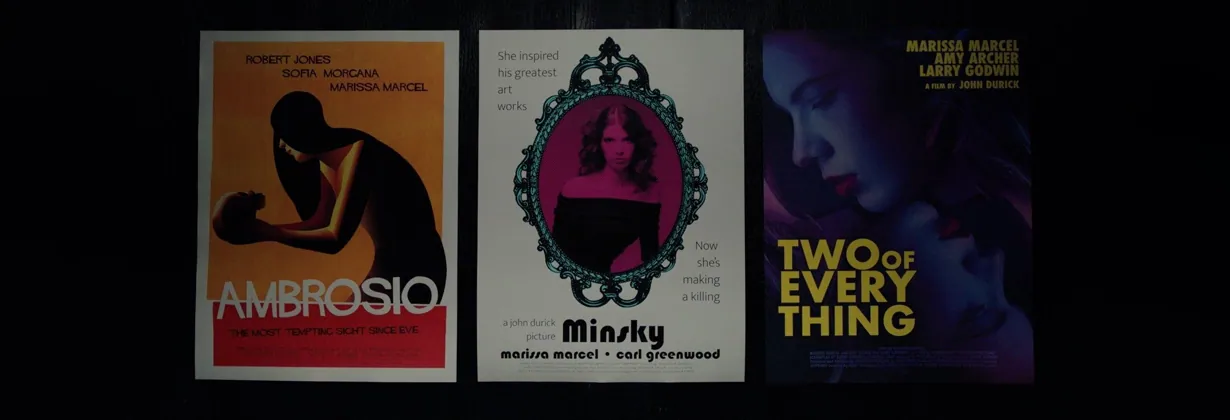 ROBERT JONES
SOFIA MORGANA
MARISSA MARCEL
AMBROSIO
THE MOST TEMPTING SIGHT SINCE EVE
She inspired
his greatest
art
works
Now
she's
making
a killing
a john durick
picture
Minsky
marissa marcel • carl greenwood
MARISSA MARCEL
AMY ARCHER
LARRY GODWIN
A FILM BY JOHN DURICK
TWO OF
EVERY
THING